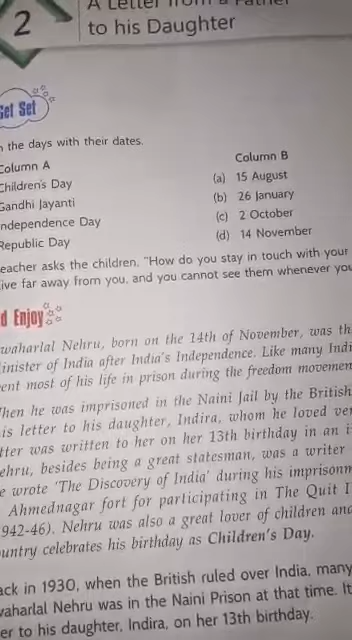 2
A Letter from a Father
to his Daughter
Get Set
the days with their dates.
Column A
Column B
Children's Day
(a) 15 August
Gandhi Jayanti
(b) 26 January
Independence Day
(c) 2 October
Republic Day
(d) 14 November
teacher asks the children, "How do you stay in touch with your
live far away from you, and you cannot see them whenever you
d Enjoy
waharlal Nehru, born on the 14th of November, was th
inister of India after India's Independence. Like many Indi
ent most of his life in prison during the freedom movemen
hen he was imprisoned in the Naini Jail by the British
is letter to his daughter, Indira, whom he loved ver
tter was written to her on her 13th birthday in an i
ehru, besides being a great statesman, was a writer
e wrote 'The Discovery of India' during his imprisonm
Ahmednagar fort for participating in The Quit I
942-46). Nehru was also a great lover of children and
untry celebrates his birthday as Children's Day.
ack in 1930, when the British ruled over India, many
waharlal Nehru was in the Naini Prison at that time. It
er to his daughter, Indira, on her 13th birthday.